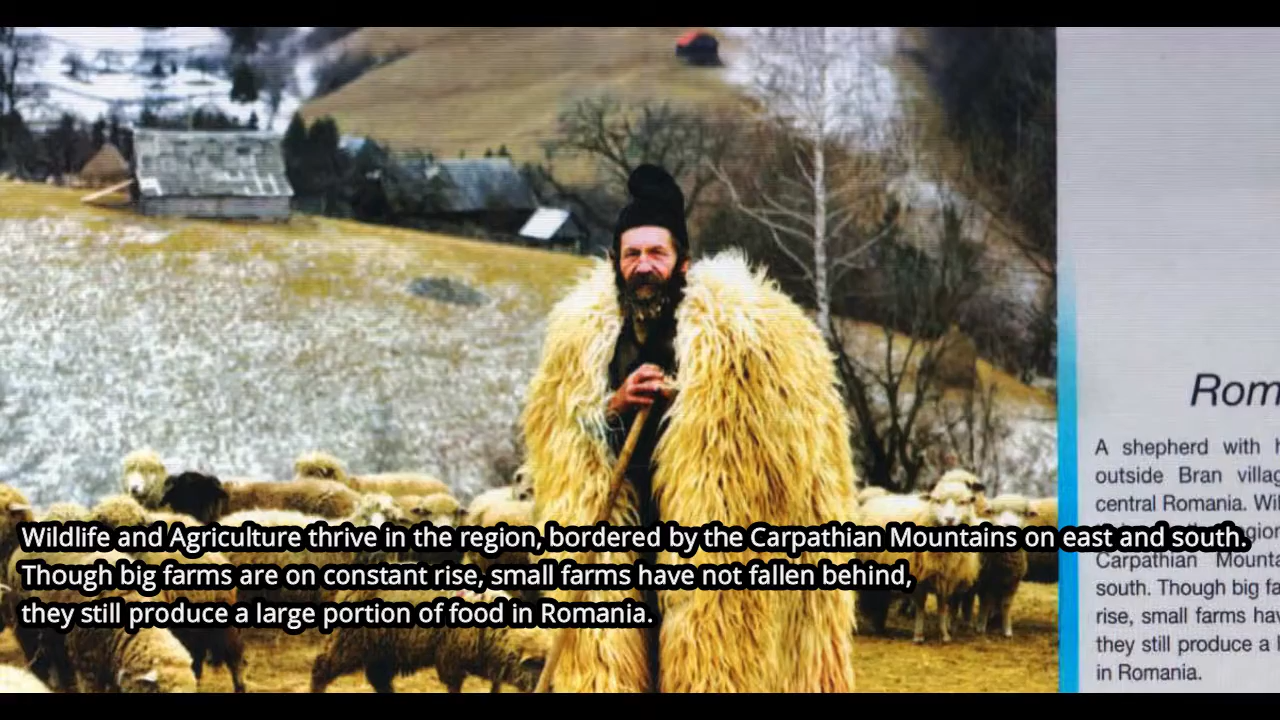 Rom
A shepherd with
outside Bran
central Romania.
Wildlife and Agriculture thrive in the region, bordered by the Carpathian Mountains on east and south.
Carpathian
Though big farms are on constant rise, small farms have not fallen behind,
south. Though big
rise, small farms
they still produce a large portion of food in Romania.
they still produce a
in Romania.